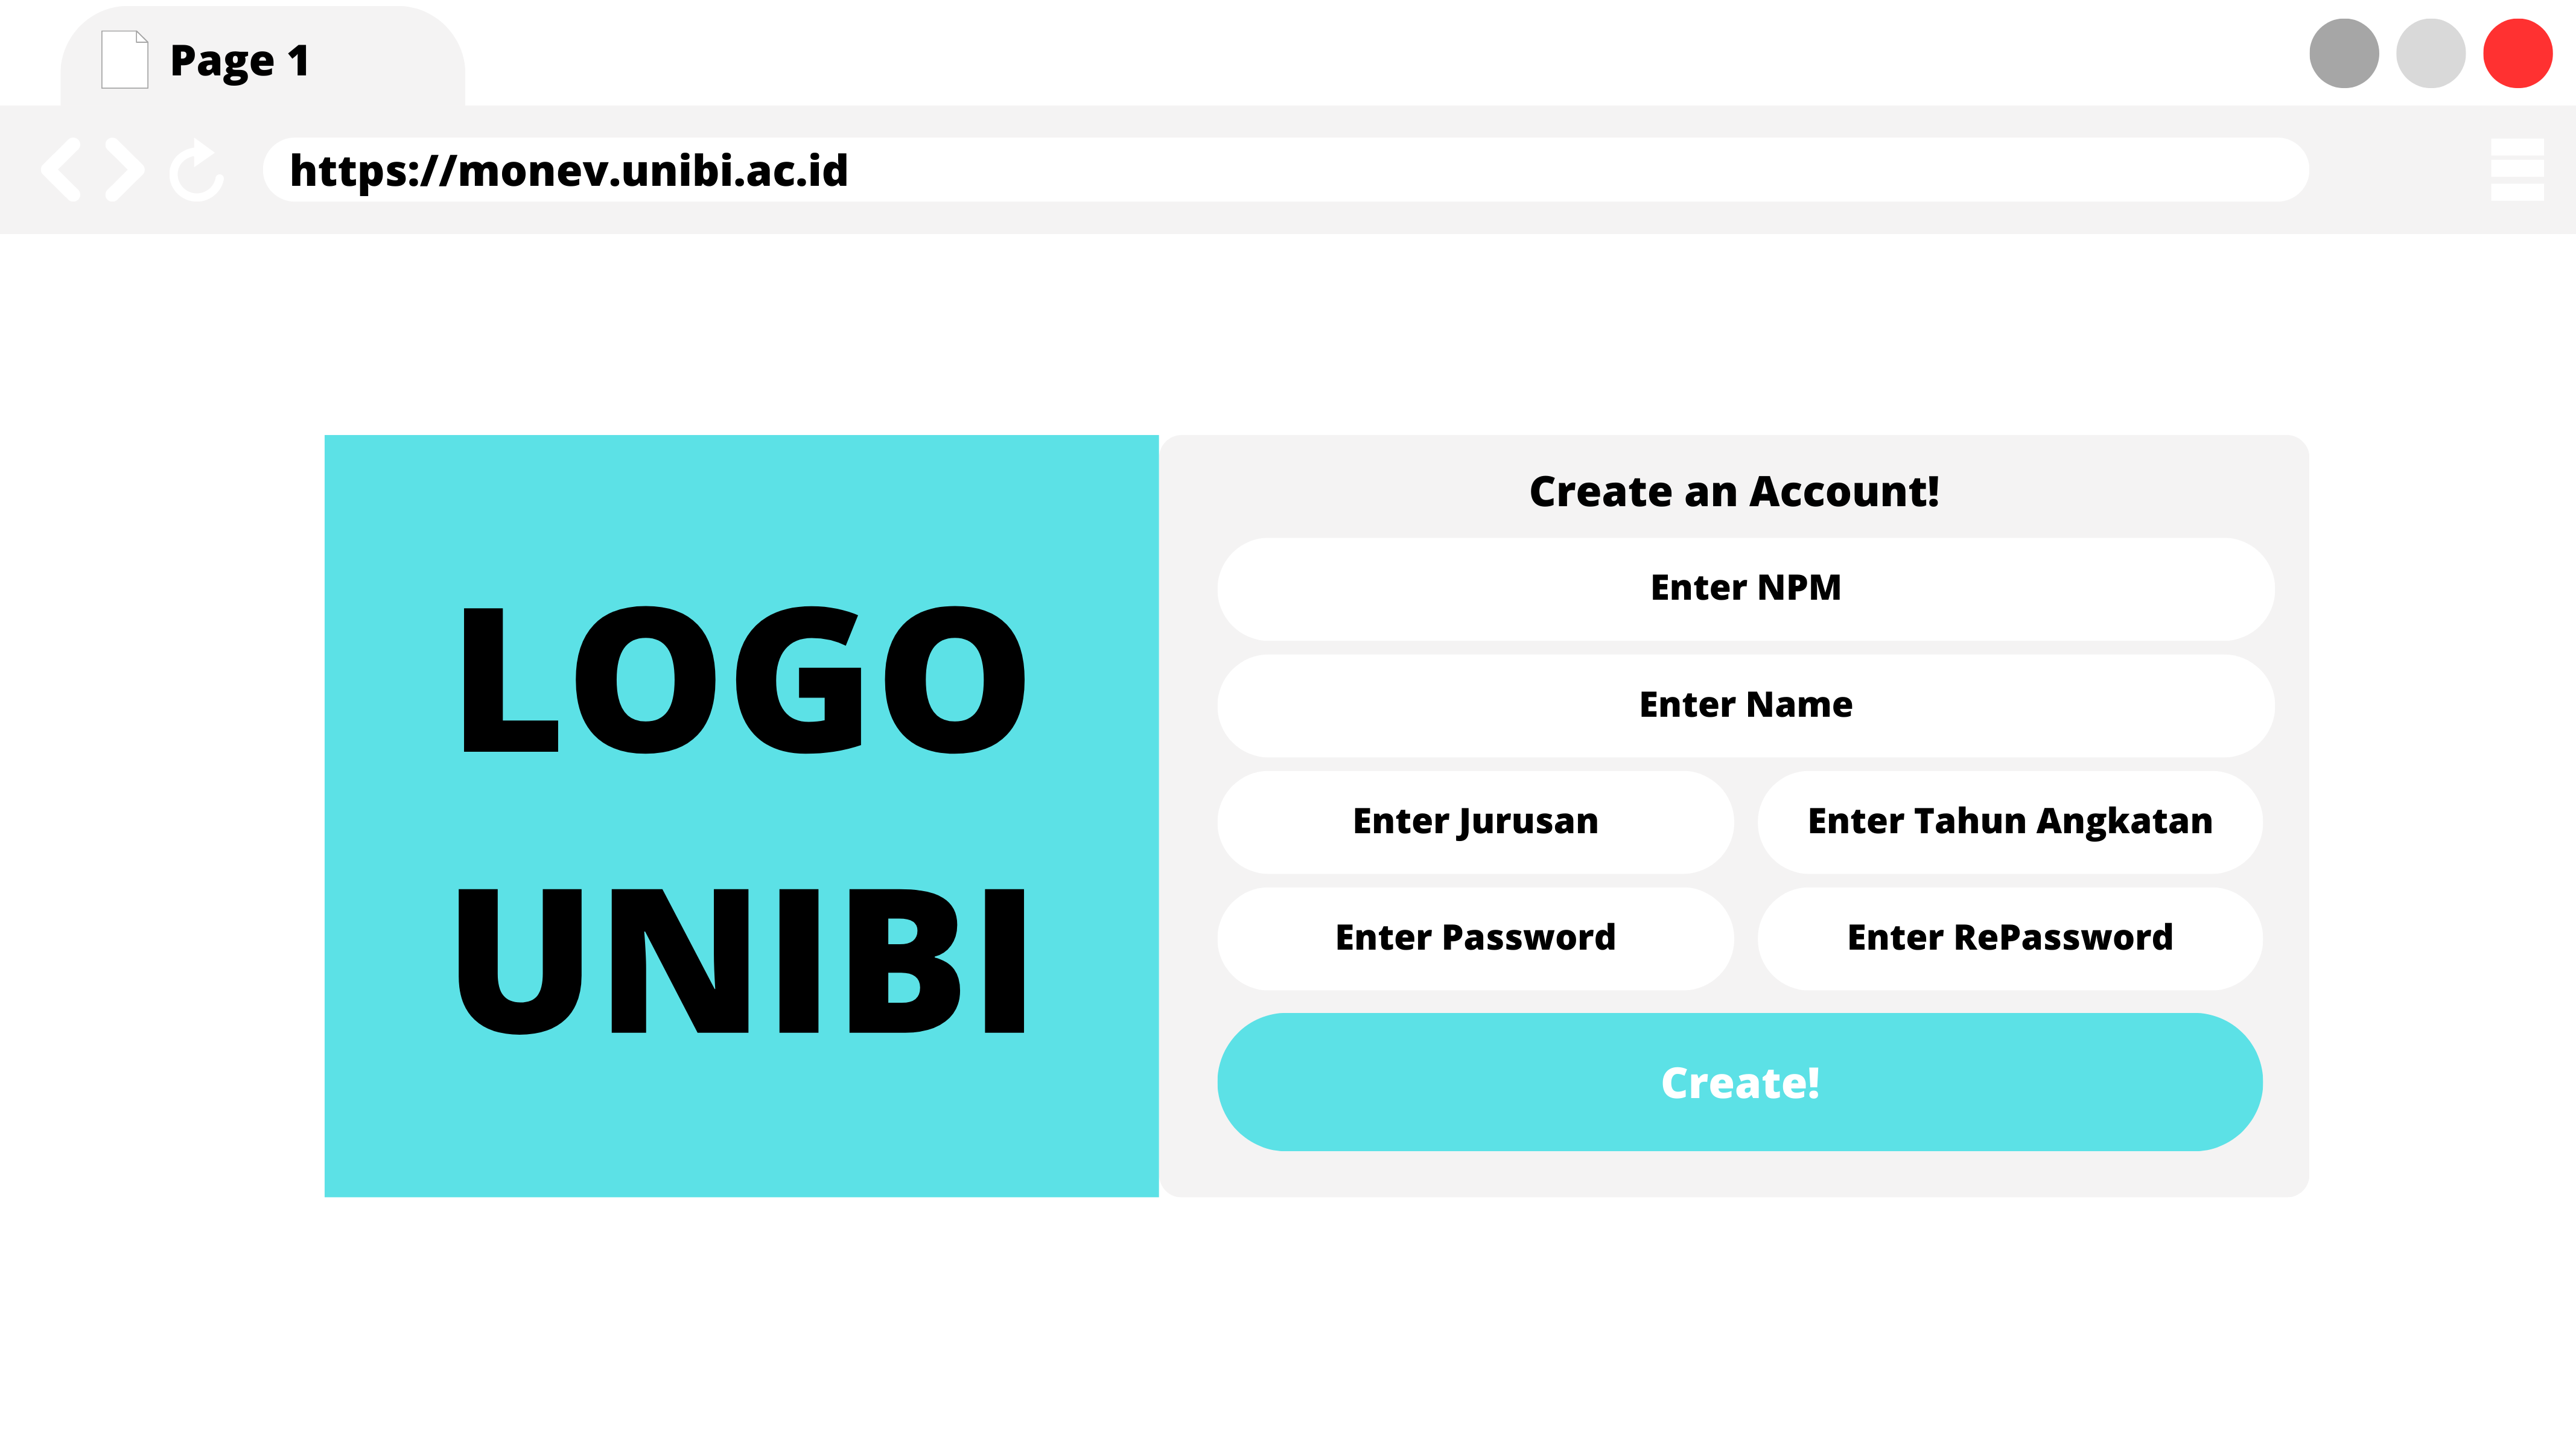 Page 1
https://monev.unibi.ac.id
LOGO
UNIBI
Create an Account!
Enter NPM
Enter Name
Enter Jurusan
Enter Tahun Angkatan
Enter Password
Enter RePassword
Create!